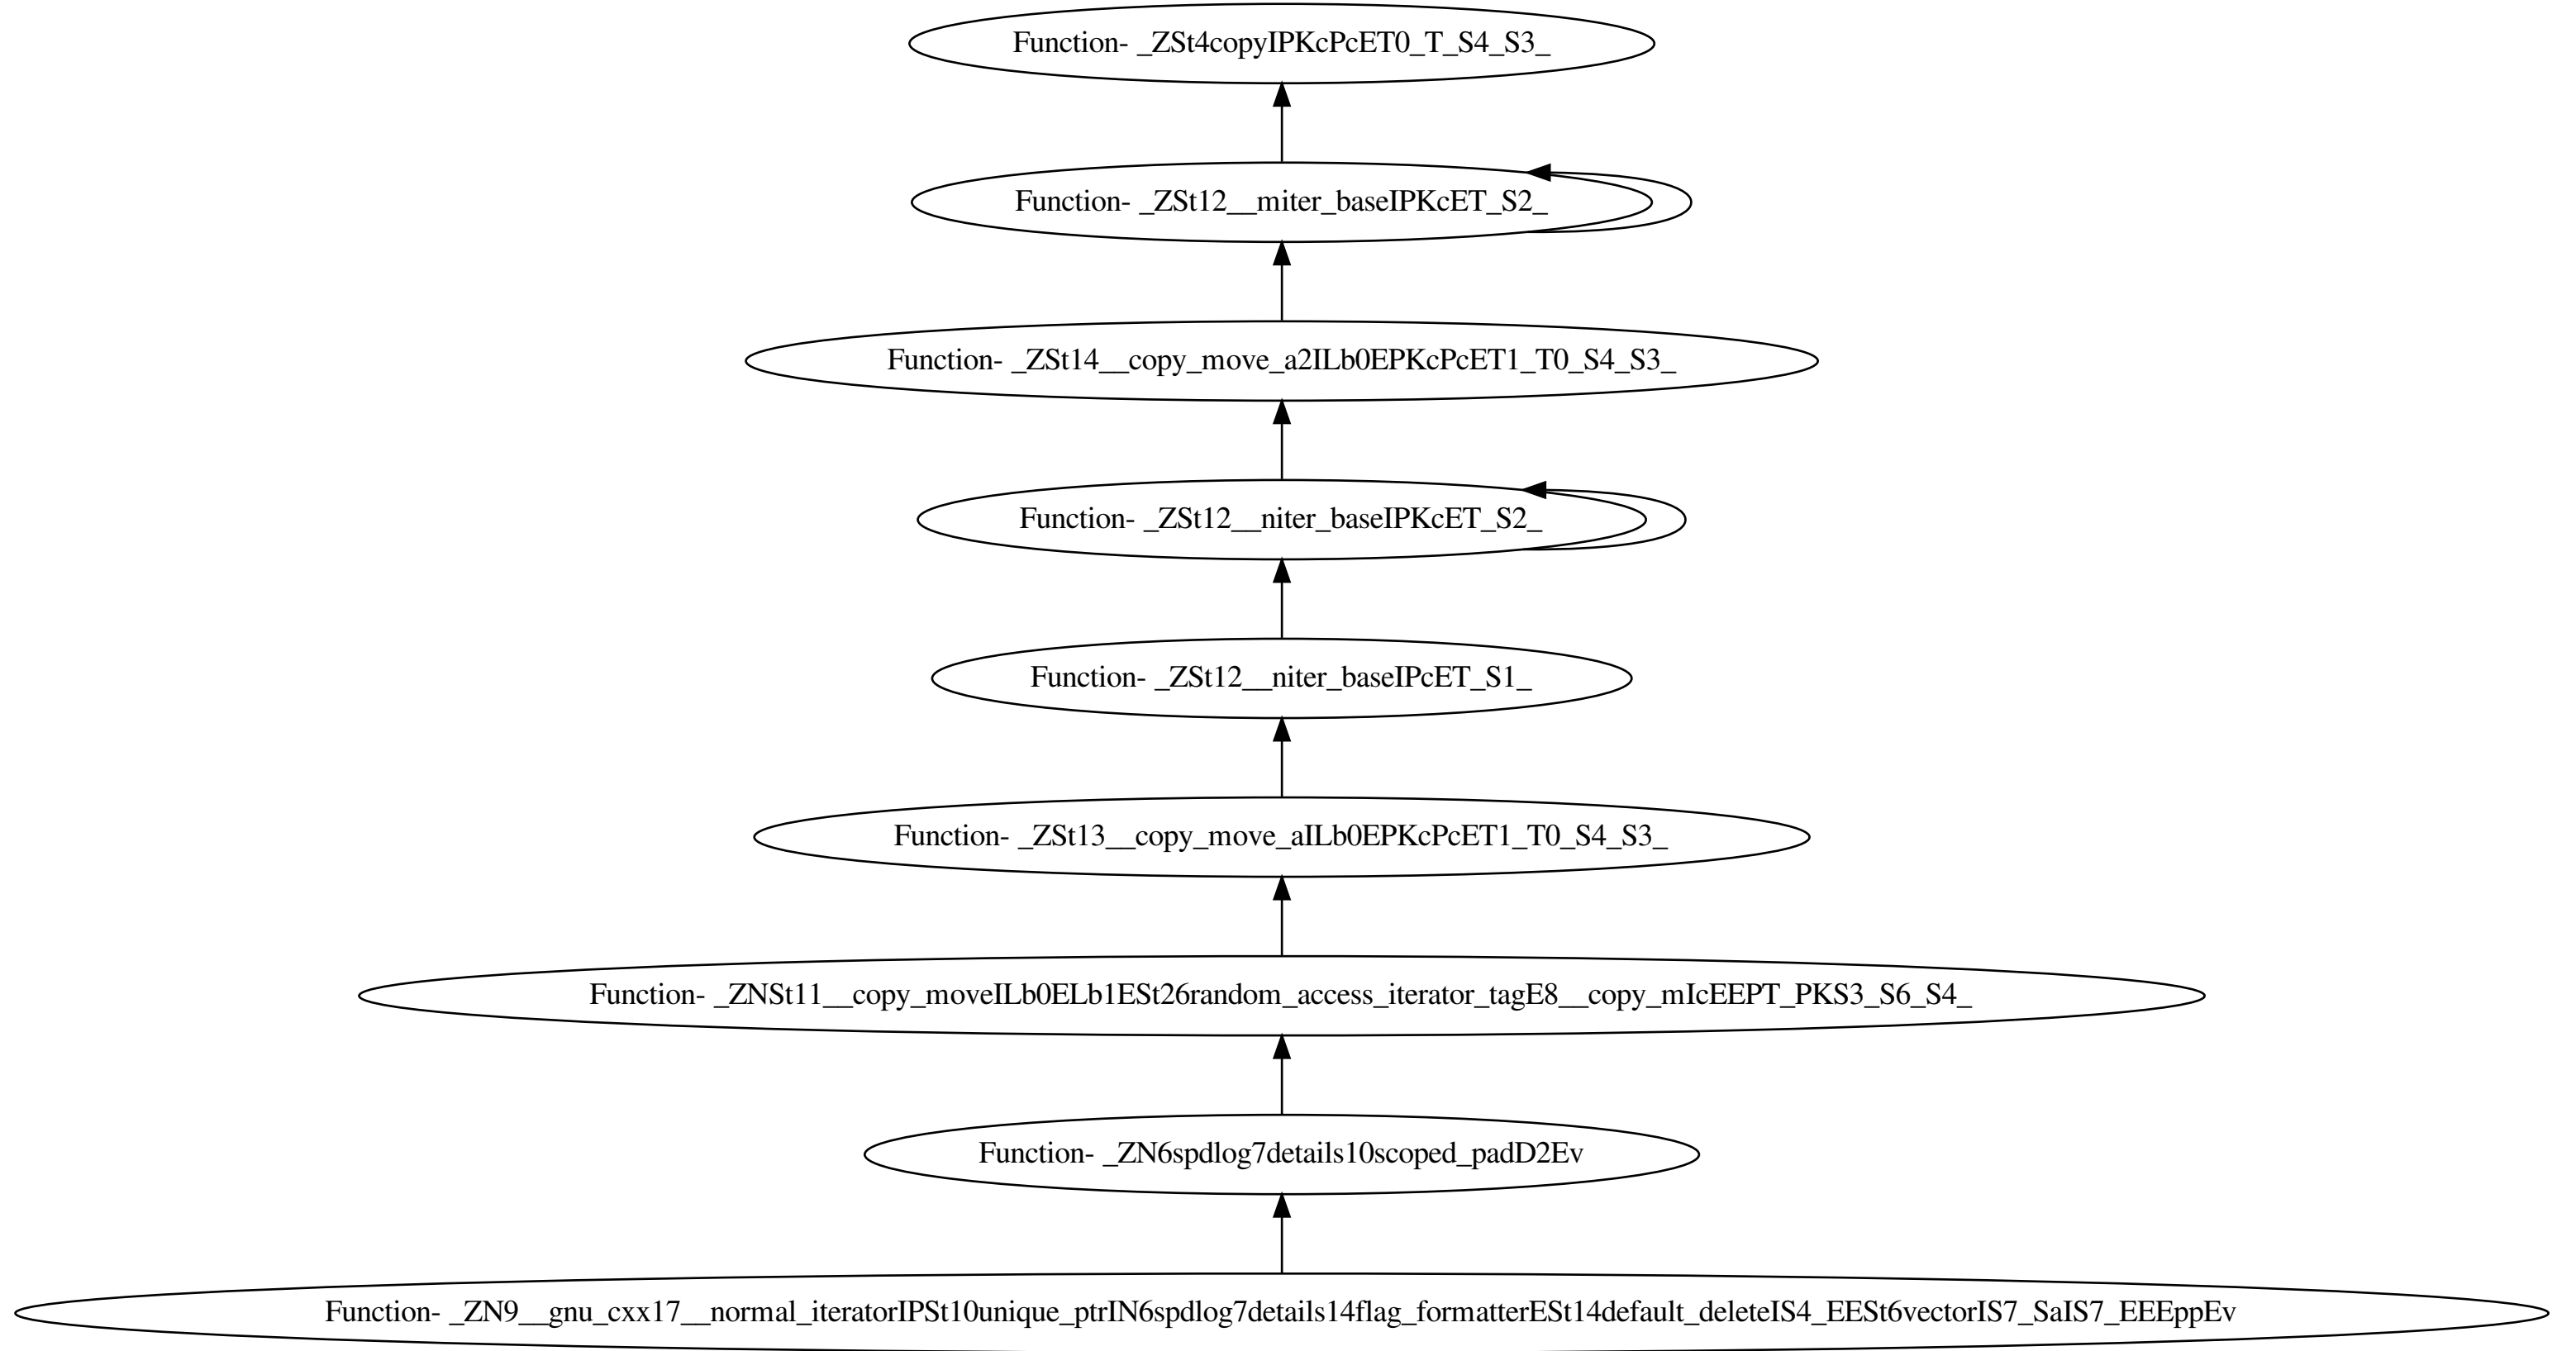 Function- _ZSt4copyIPKcPcET0_T_S4_S3_
Function- _ZSt12__miter_baseIPKcET_S2_
Function- _ZSt14__copy_move_a2ILb0EPKcPcET1_T0_S4_S3_
Function- _ZSt12__niter_baseIPKcET_S2_
Function- _ZSt12__niter_baseIPcET_S1_
Function- _ZSt13__copy_move_aILb0EPKcPcET1_T0_S4_S3_
Function- _ZNSt11__copy_moveILb0ELb1ESt26random_access_iterator_tagE8__copy_mIcEEPT_PKS3_S6_S4_
Function- _ZN6spdlog7details10scoped_padD2Ev
Function- _ZN9__gnu_cxx17__normal_iteratorIPSt10unique_ptrIN6spdlog7details14flag_formatterESt14default_deleteIS4_EESt6vectorIS7_SaIS7_EEEppEv